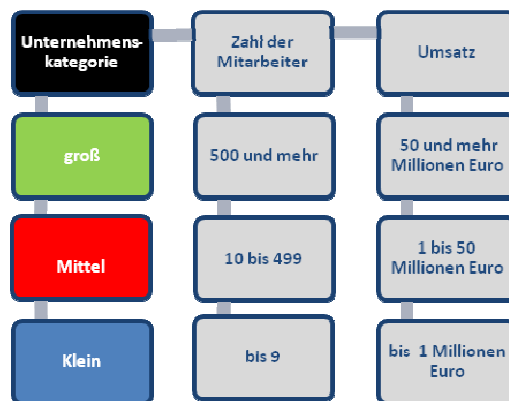 Unternehmens-
kategorie
Zahl der
Mitarbeiter
Umsatz
groß
500 und mehr
50 und mehr
Millionen Euro
Mittel
10 bis 499
1 bis 50
Millionen Euro
Klein
bis 9
bis 1 Millionen
Euro